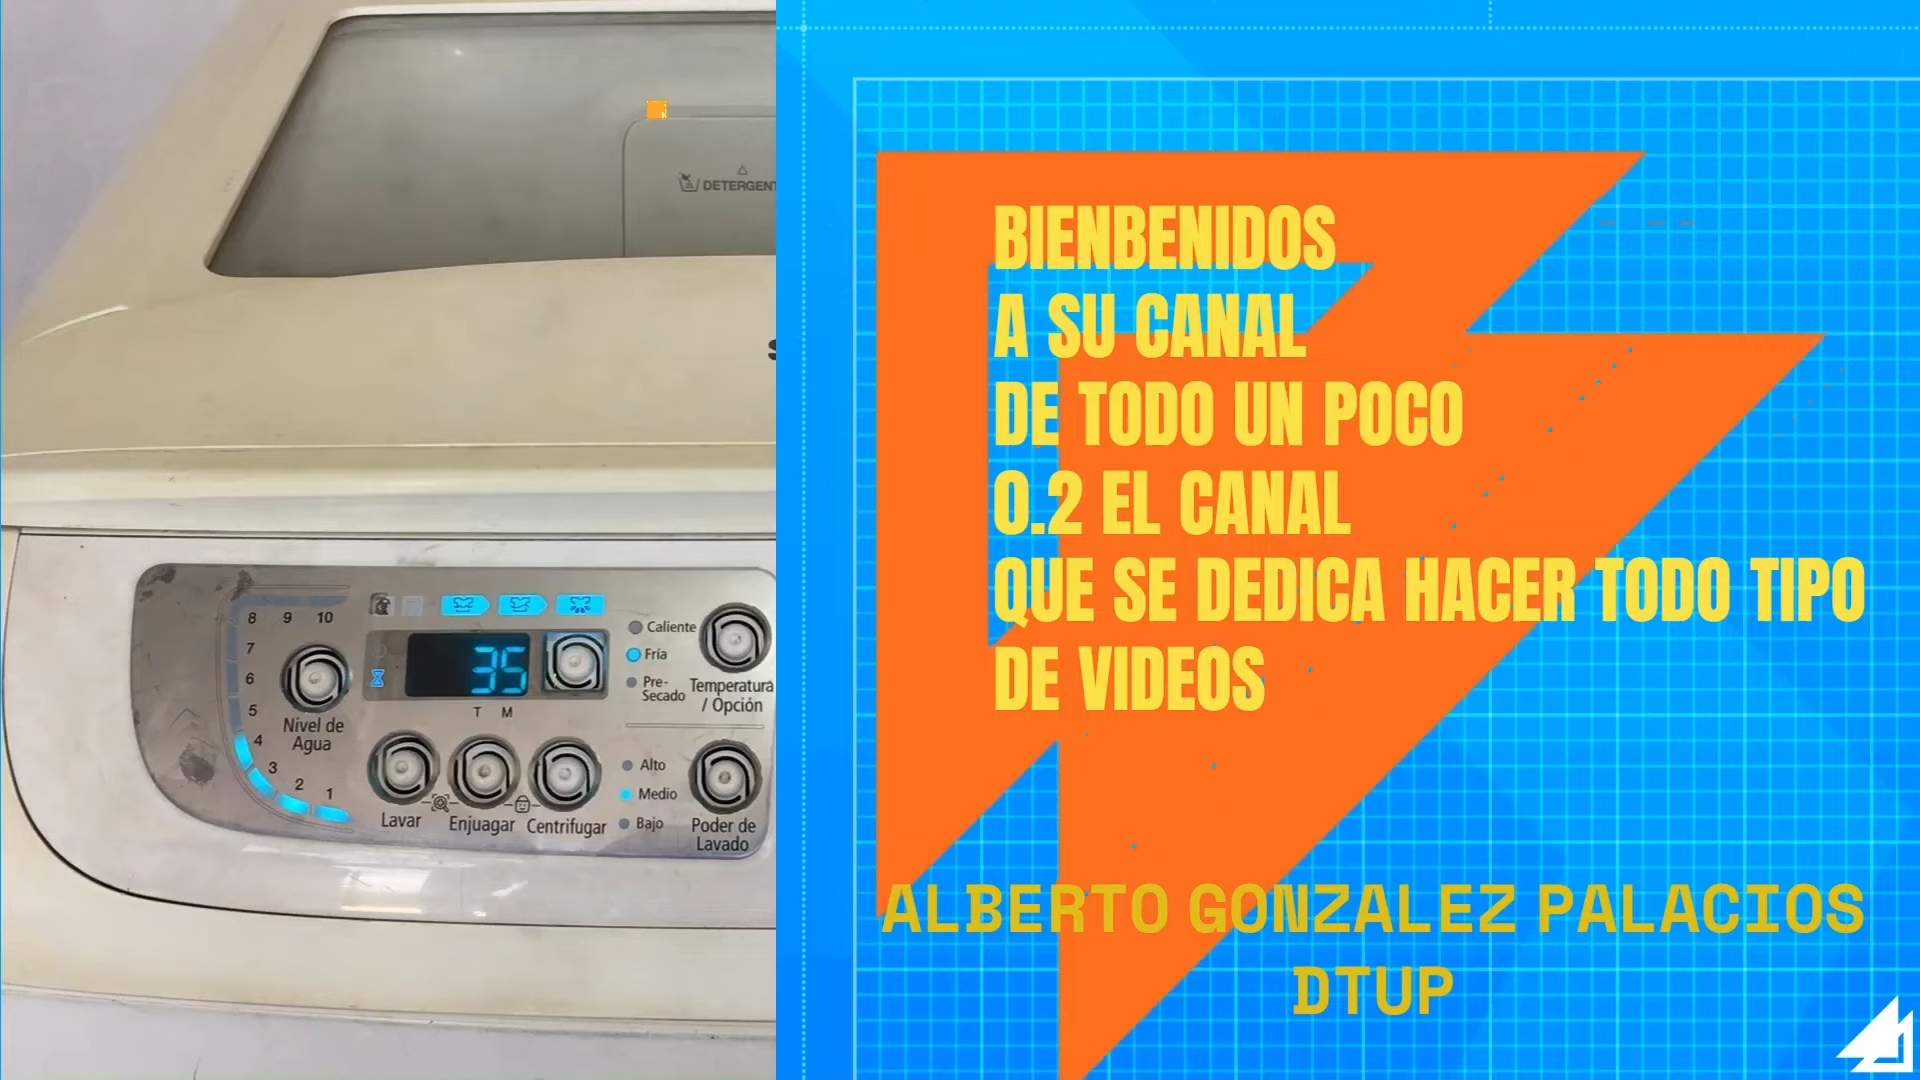 DETERGENT
8 9 10
7
6
5
4
3
2
1
Nivel de
Agua
35
T M
Caliente
Fría
Pre-
Secado
Temperatura
/ Opción
Lavar
Enjuagar
Centrifugar
Alto
Medio
Bajo
Poder de
Lavado
BIENBENIDOS
A SU CANAL
DE TODO UN POCO
0.2 EL CANAL
QUE SE DEDICA HACER TODO TIPO
DE VIDEOS
ALBERTO GONZALEZ PALACIOS
DTUP